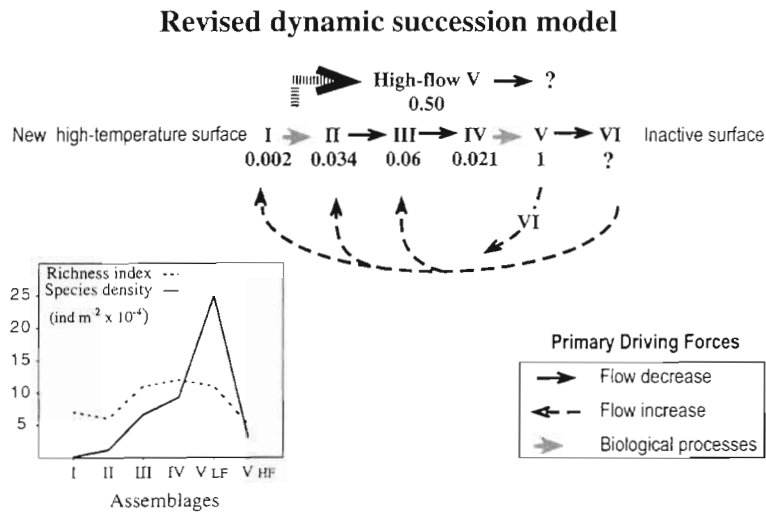 Revised dynamic succession model
High-flow V ?
0.50
New high-temperature surface I II III IV V VI Inactive surface
0.002 0.034 0.06 0.021 1 ?
VI
Richness index
Species density
(ind m⁻² x 10⁻⁴)
25
20
15
10
5
I II III IV V LF V HF
Assemblages
Primary Driving Forces
Flow decrease
Flow increase
Biological processes